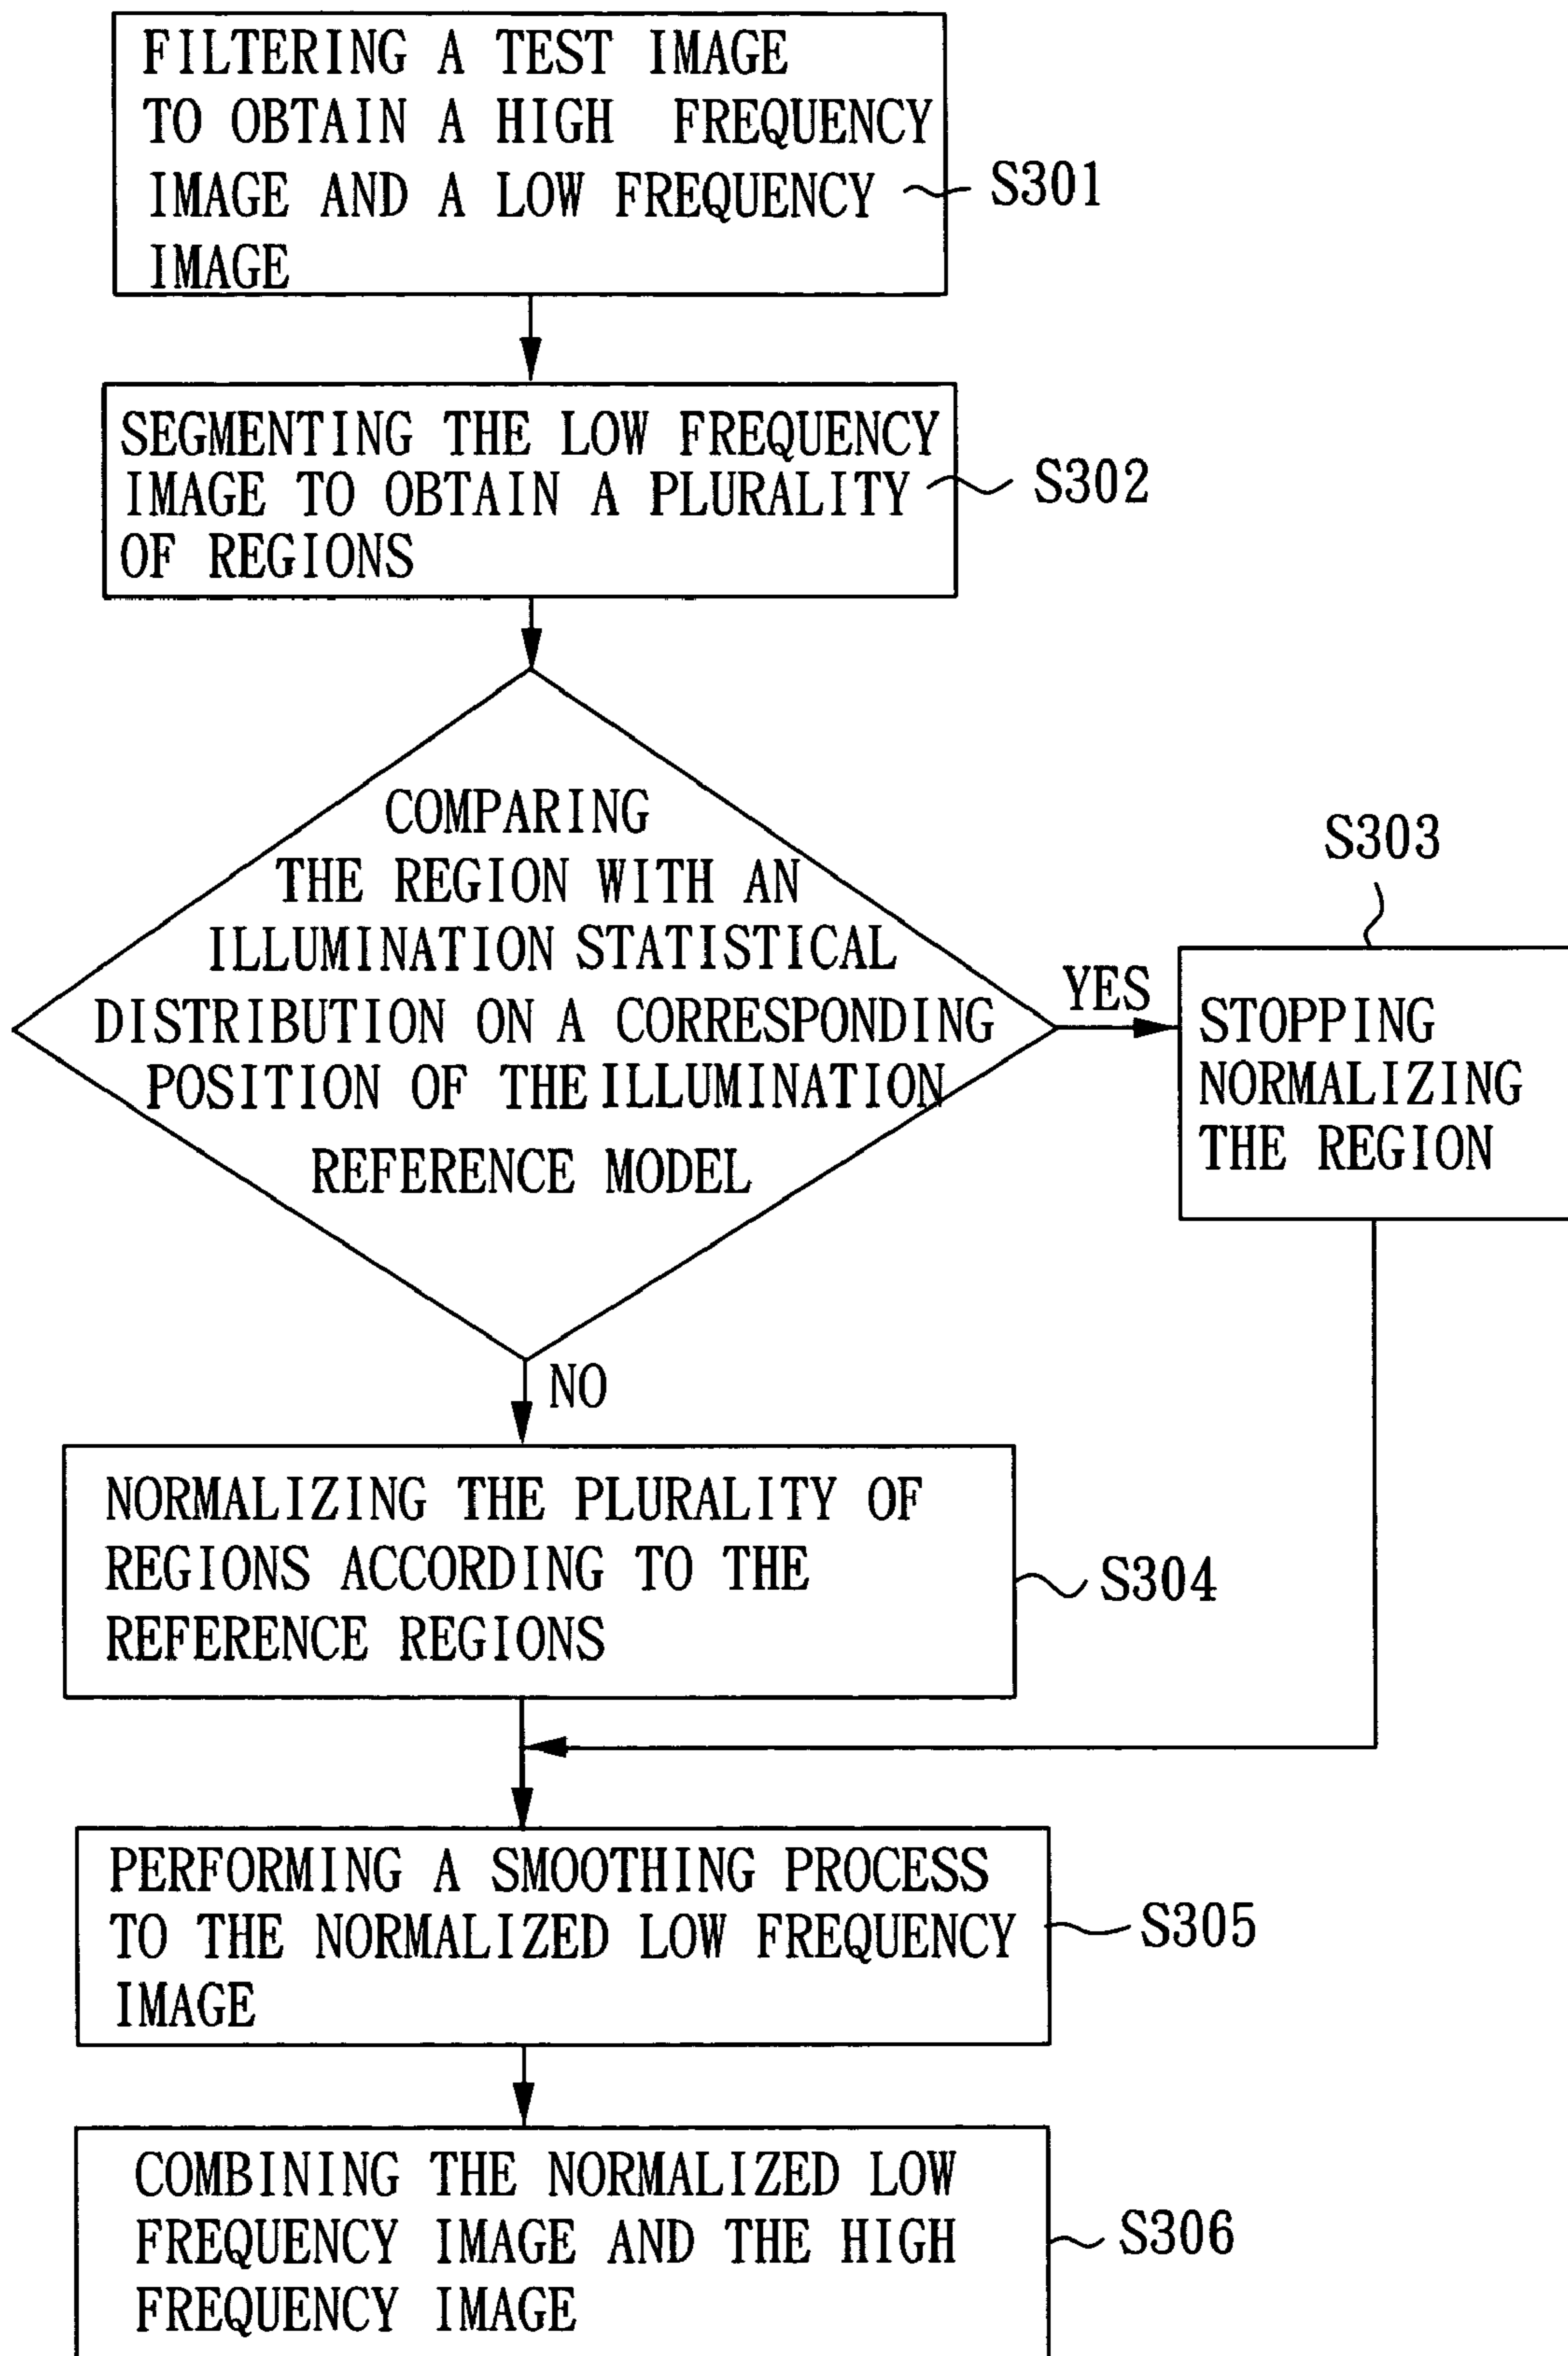 FILTERING A TEST IMAGE
TO OBTAIN A HIGH FREQUENCY
IMAGE AND A LOW FREQUENCY
IMAGE
S301
SEGMENTING THE LOW FREQUENCY
IMAGE TO OBTAIN A PLURALITY
OF REGIONS
S302
COMPARING
THE REGION WITH AN
ILLUMINATION STATISTICAL
DISTRIBUTION ON A CORRESPONDING
POSITION OF THE ILLUMINATION
REFERENCE MODEL
YES
S303
STOPPING
NORMALIZING
THE REGION
NO
NORMALIZING THE PLURALITY OF
REGIONS ACCORDING TO THE
REFERENCE REGIONS
S304
PERFORMING A SMOOTHING PROCESS
TO THE NORMALIZED LOW FREQUENCY
IMAGE
S305
COMBINING THE NORMALIZED LOW
FREQUENCY IMAGE AND THE HIGH
FREQUENCY IMAGE
S306